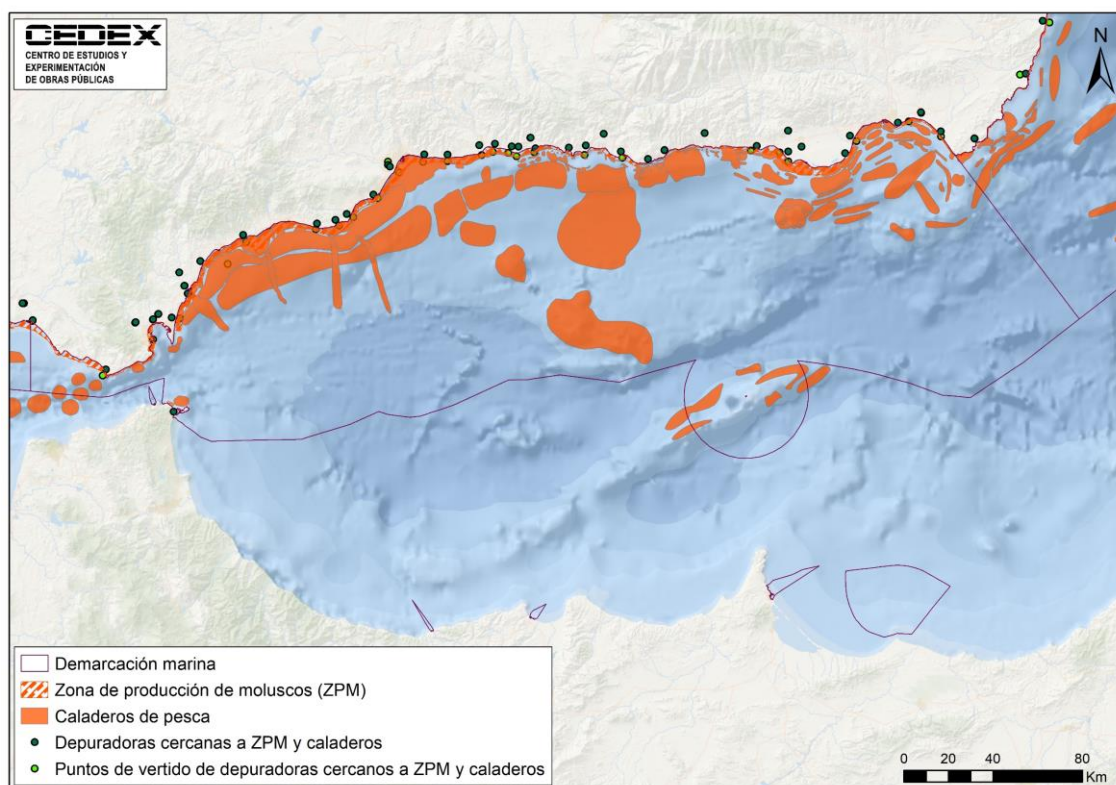 CEDEX
CENTRO DE ESTUDIOS Y
EXPERIMENTACIÓN
DE OBRAS PÚBLICAS
N
Demarcación marina
Zona de producción de moluscos (ZPM)
Caladeros de pesca
Depuradoras cercanas a ZPM y caladeros
Puntos de vertido de depuradoras cercanos a ZPM y caladeros
0 20 40 80
Km